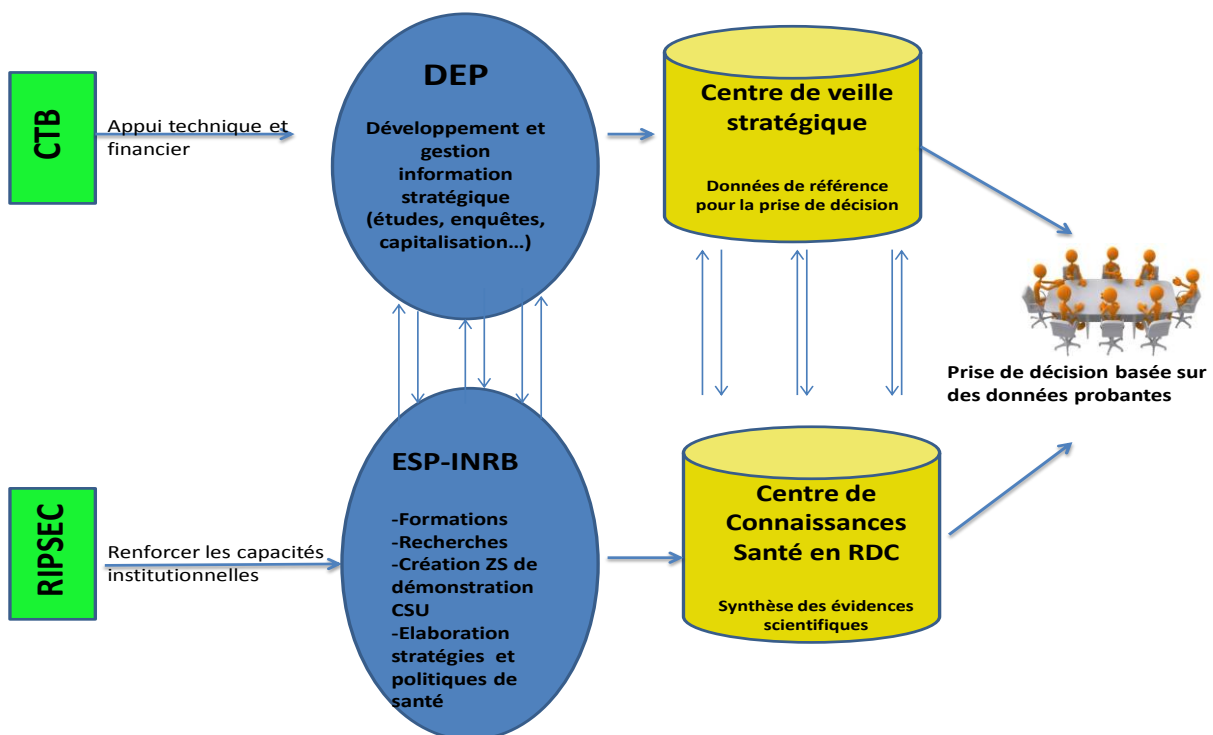 CTB
Appui technique et
financier
DEP
Développement et
gestion
information
stratégique
(études, enquêtes,
capitalisation...)
Centre de veille
stratégique
Données de référence
pour la prise de décision
Prise de décision basée sur
des données probantes
RIPSEC
Renforcer les capacités
institutionnelles
ESP-INRB
-Formations
-Recherches
-Création ZS de
démonstration
CSU
-Elaboration
stratégies et
politiques de
santé
Centre de
Connaissances
Santé en RDC
Synthèse des évidences
scientifiques